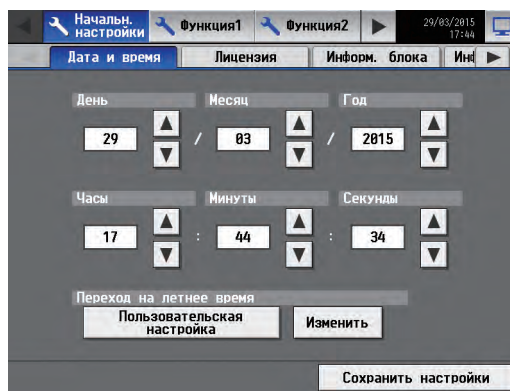 Начальн.
настройки
Функция1
Функция2
29/03/2015
17:44
Дата и время
Лицензия
Информ. блока
Инф
День
Месяц
Год
29 / 03 / 2015
Часы
Минуты
Секунды
17 : 44 : 34
Переход на летнее время
Пользовательская
настройка
Изменить
Сохранить настройки